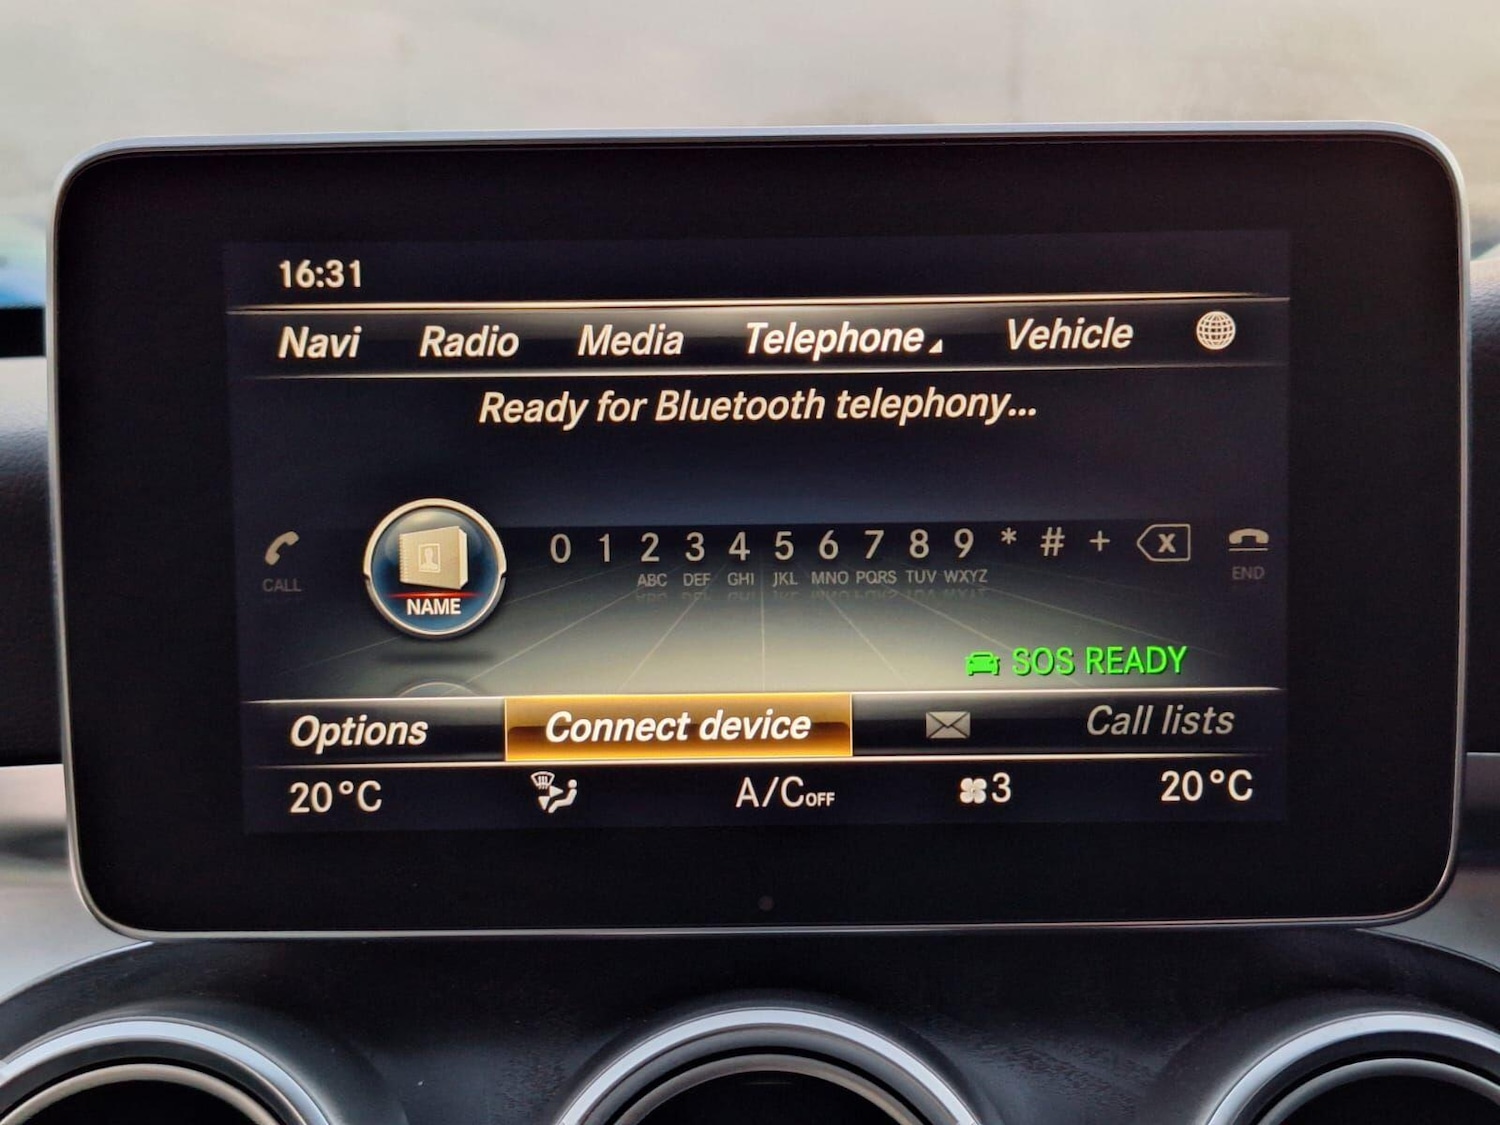 16:31
Navi Radio Media Telephone Vehicle
Ready for Bluetooth telephony...
0 1 2 3 4 5 6 7 8 9 * # + X
CALL NAME ABC DEF GHI JKL MNO PQRS TUV WXYZ END
SOS READY
Options Connect device Call lists
20°C A/COFF 3 20°C